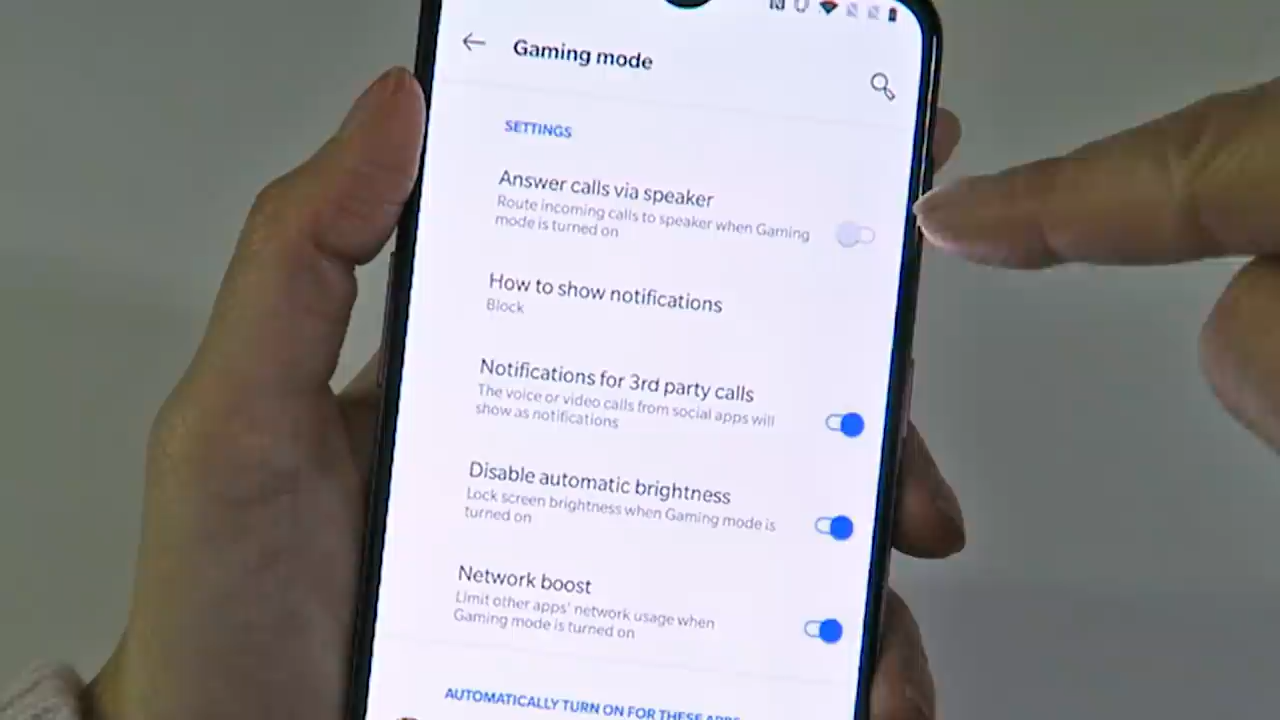 Gaming mode
SETTINGS
Answer calls via speaker
Route incoming calls to speaker when Gaming
mode is turned on
How to show notifications
Block
Notifications for 3rd party calls
The voice or video calls from social apps will
show as notifications
Disable automatic brightness
Lock screen brightness when Gaming mode is
turned on
Network boost
Limit other apps' network usage when
Gaming mode is turned on
AUTOMATICALLY TURN ON FOR THESE APPS